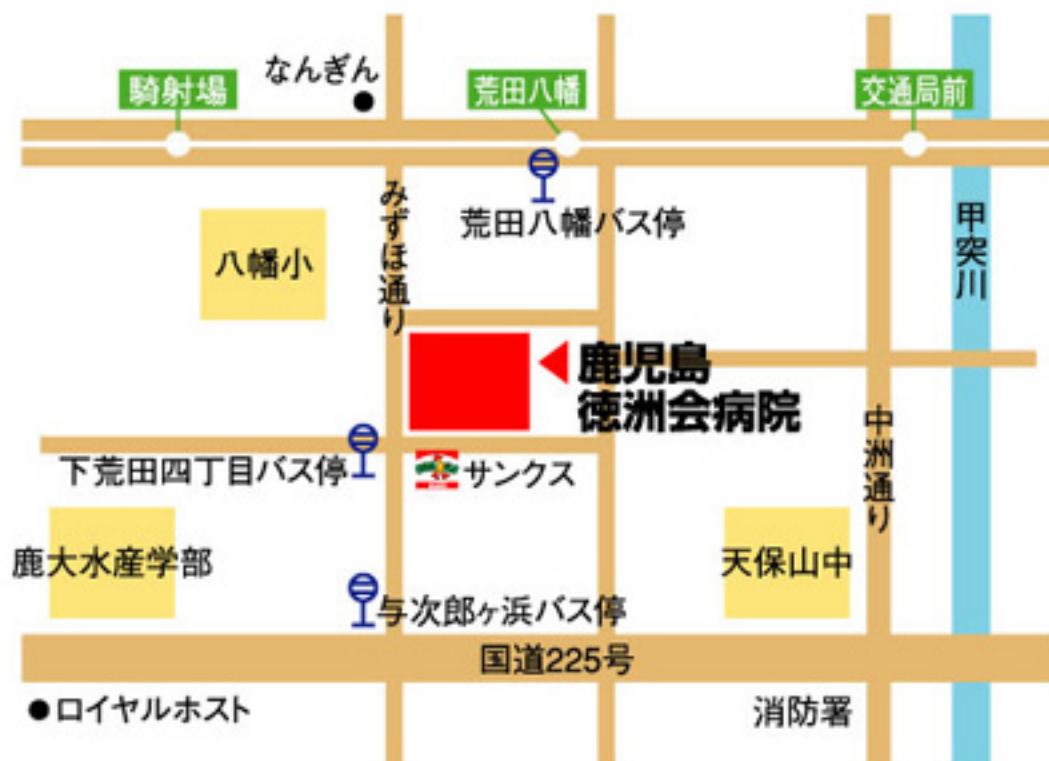 なんぎん
騎射場
荒田八幡
交通局前
みずほ通り
荒田八幡バス停
甲突川
八幡小
鹿児島
徳洲会病院
中洲通り
下荒田四丁目バス停
サンクス
鹿大水産学部
天保山中
与次郎ヶ浜バス停
国道225号
ロイヤルホスト
消防署